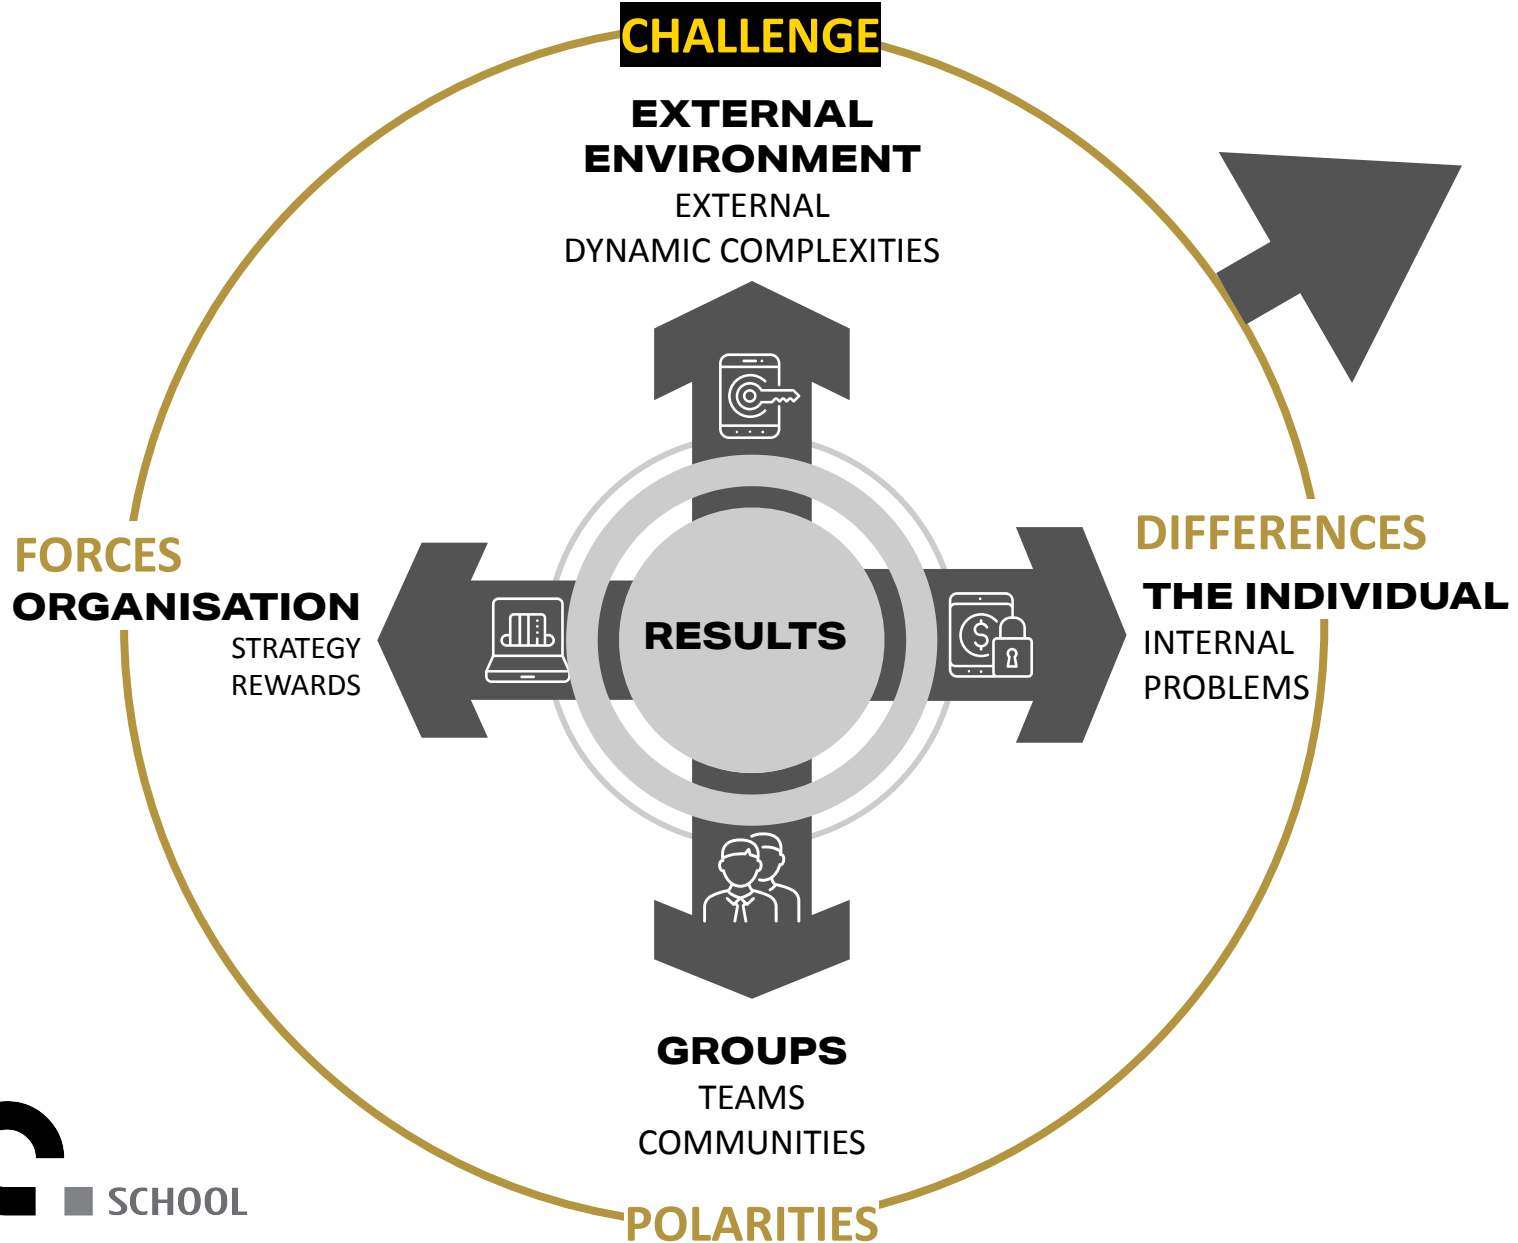 CHALLENGE
EXTERNAL
ENVIRONMENT
EXTERNAL
DYNAMIC COMPLEXITIES
FORCES
ORGANISATION
STRATEGY
REWARDS
RESULTS
DIFFERENCES
THE INDIVIDUAL
INTERNAL
PROBLEMS
GROUPS
TEAMS
COMMUNITIES
POLARITIES
SCHOOL